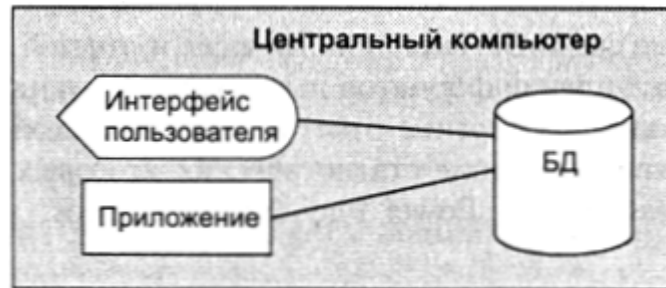 Центральный компьютер
Интерфейс
пользователя
БД
Приложение